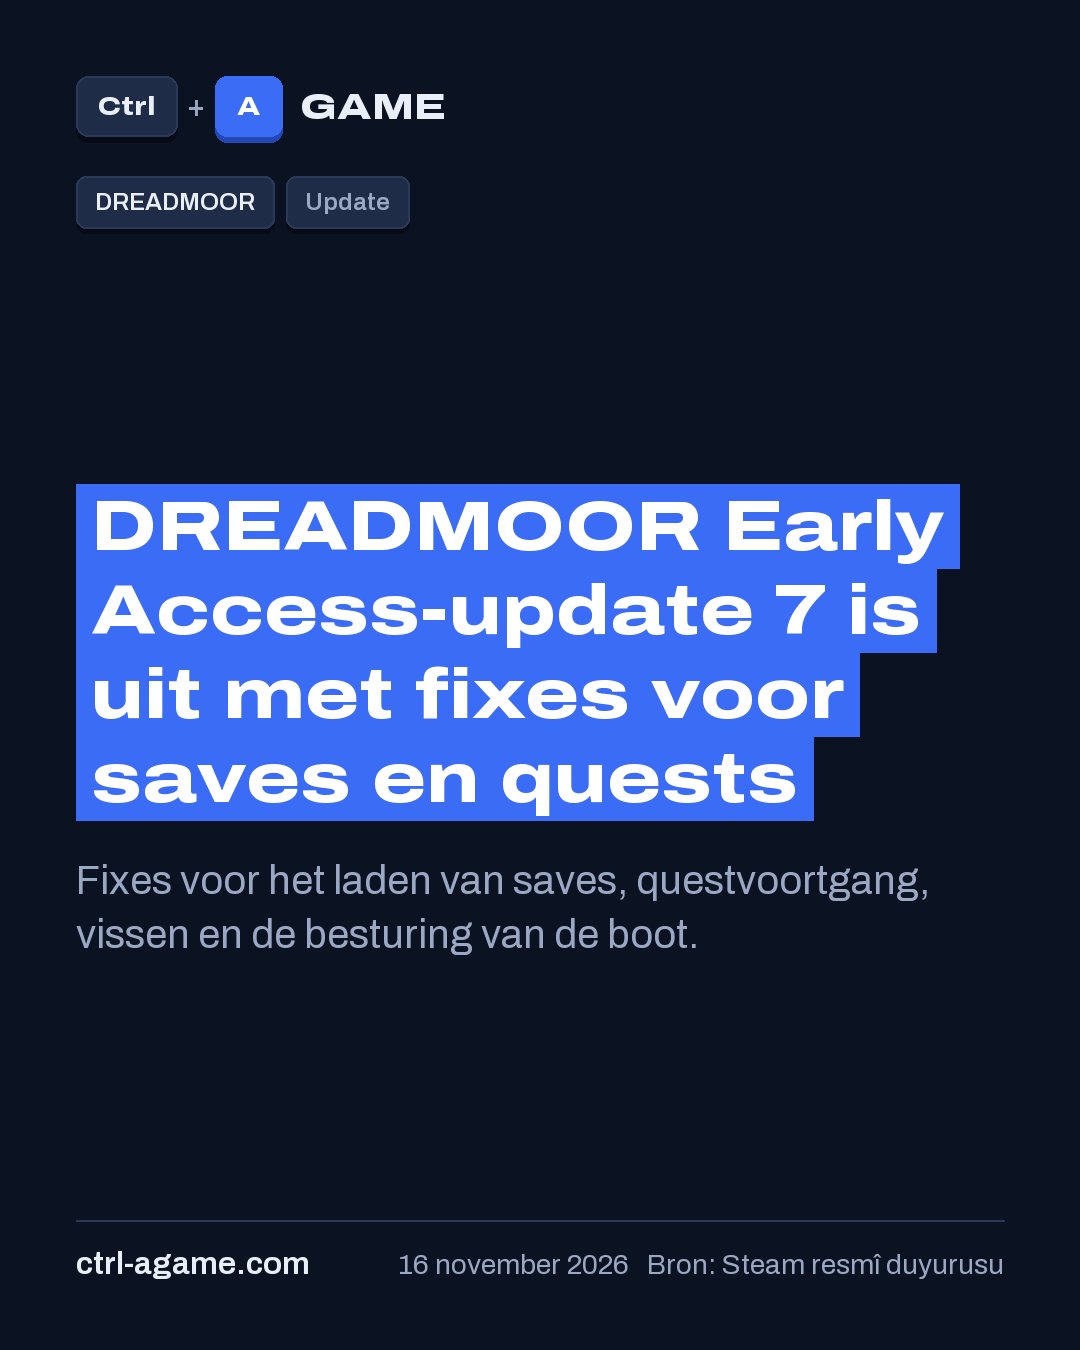 Ctrl + A GAME
DREADMOOR Update
DREADMOOR Early
Access-update 7 is
uit met fixes voor
saves en quests
Fixes voor het laden van saves, questvoortgang,
vissen en de besturing van de boot.
ctrl-agame.com 16 november 2026 Bron: Steam resmî duyurusu